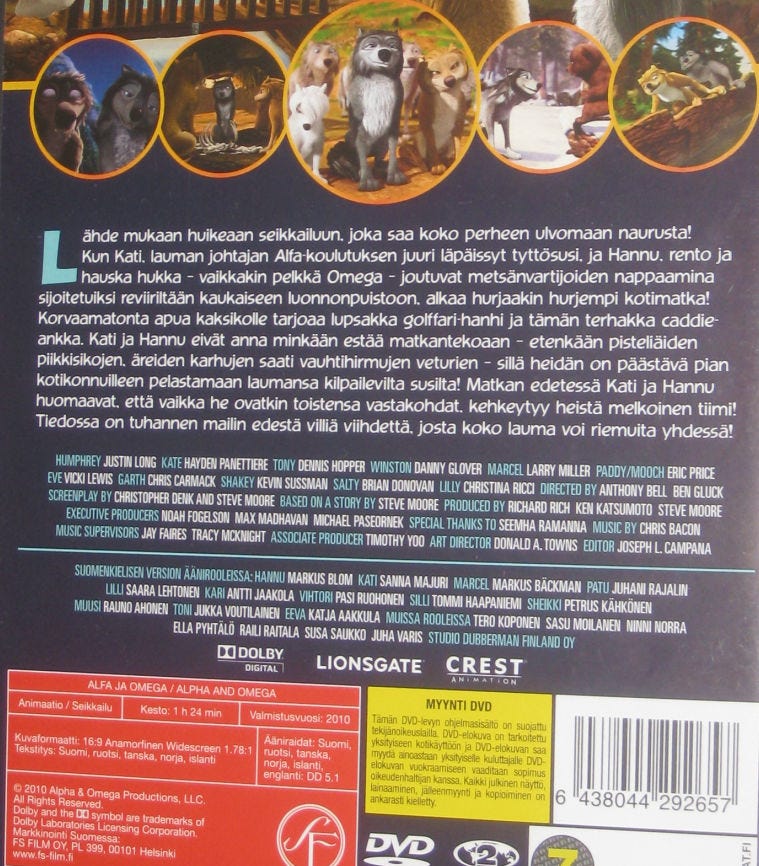 Lähde mukaan huikeaan seikkailuun, joka saa koko perheen ulvomaan naurusta!
Kun Kati, lauman johtajan Alfa-koulutuksen juuri läpäissyt tyttösusi, ja Hannu, rento ja
hauska hukka - vaikkakin pelkkä Omega - joutuvat metsänvartijoiden nappaamina
sijoitetuiksi reviiriltään kaukaiseen luonnonpuistoon, alkaa hurjaakin hurjempi kotimatka!
Korvaamatonta apua kaksikolle tarjoaa lupsakka golffari-hanhi ja tämän terhakka caddie-
ankka. Kati ja Hannu eivät anna minkään estää matkantekoaan - etenkään pisteliäiden
piikkisikojen, äreiden karhujen saati vauhtihirmujen veturien - sillä heidän on päästävä pian
kotikonnuilleen pelastamaan laumansa kilpailevilta susilta! Matkan edetessä Kati ja Hannu
huomaavat, että vaikka he ovatkin toistensa vastakohdat, kehkeytyy heistä melkoinen tiimi!
Tiedossa on tuhannen mailin edestä villiä viihdettä, josta koko lauma voi riemuita yhdessä!
HUMPHREY JUSTIN LONG KATE HAYDEN PANETTIERE TONY DENNIS HOPPER WINSTON DANNY GLOVER MARCEL LARRY MILLER PADDY/MOOCH ERIC PRICE
EVE VICKI LEWIS GARTH CHRIS CARMACK SHAKEY KEVIN SUSSMAN SALTY BRIAN DONOVAN LILLY CHRISTINA RICCI DIRECTED BY ANTHONY BELL BEN GLUCK
SCREENPLAY BY CHRISTOPHER DENK AND STEVE MOORE BASED ON A STORY BY STEVE MOORE PRODUCED BY RICHARD RICH KEN KATSUMOTO STEVE MOORE
EXECUTIVE PRODUCERS NOAH FOGELSON MAX MADHAVAN MICHAEL PASEORNEK SPECIAL THANKS TO SEEMHA RAMANNA MUSIC BY CHRIS BACON
MUSIC SUPERVISORS JAY FAIRES TRACY MCKNIGHT ASSOCIATE PRODUCER TIMOTHY YOO ART DIRECTOR DONALD A. TOWNS EDITOR JOSEPH L. CAMPANA
SUOMENKIELISEN VERSION ÄÄNIROOLEISSA: HANNU MARKUS BLOM KATI SANNA MAJURI MARCEL MARKUS BÄCKMAN PATU JUHANI RAJALIN
LILLI SAARA LEHTONEN KARI ANTTI JAAKOLA VIHTORI PASI RUOHONEN SILLI TOMMI HAAPANIEMI SHEIKKI PETRUS KÄHKÖNEN
MUUSI RAUNO AHONEN TONI JUKKA VOUTILAINEN EEVA KATJA AAKKULA MUISSA ROOLEISSA TERO KOPONEN SASU MOILANEN NINNI NORRA
ELLA PYHÄLTÖ RAILI RAITALA SUSA SAUKKO JUHA VARIS STUDIO DUBBERMAN FINLAND OY
DOLBY DIGITAL LIONSGATE CREST ANIMATION
ALFA JA OMEGA / ALPHA AND OMEGA
Animaatio / Seikkailu Kesto: 1 h 24 min Valmistusvuosi: 2010
Kuvaformaatti: 16:9 Anamorfinen Widescreen 1.78:1
Tekstitys: Suomi, ruotsi, tanska, norja, islanti
Ääniraidat: Suomi,
ruotsi, tanska,
norja, islanti,
englanti: DD 5.1
© 2010 Alpha & Omega Productions, LLC.
All Rights Reserved.
Dolby and the DD symbol are trademarks of
Dolby Laboratories Licensing Corporation.
Markkinointi Suomessa:
FS FILM OY, PL 399, 00101 Helsinki
www.fs-film.fi
SF
MYYNTI DVD
Tämän DVD-levyn ohjelmasisältö on suojattu
tekijänoikeuslailla. DVD-elokuva on tarkoitettu
yksityiseen kotikäyttöön ja DVD-elokuvan saa
myydä ainoastaan yksityiselle kuluttajalle DVD-
elokuvan vuokraamiseen vaaditaan sopimus
oikeudenhaltijan kanssa. Kaikki julkinen näyttö,
lainaaminen, jälleenmyynti ja kopioiminen on
ankarasti kielletty.
6 438044 292657
DVD
2
7
AT.FI